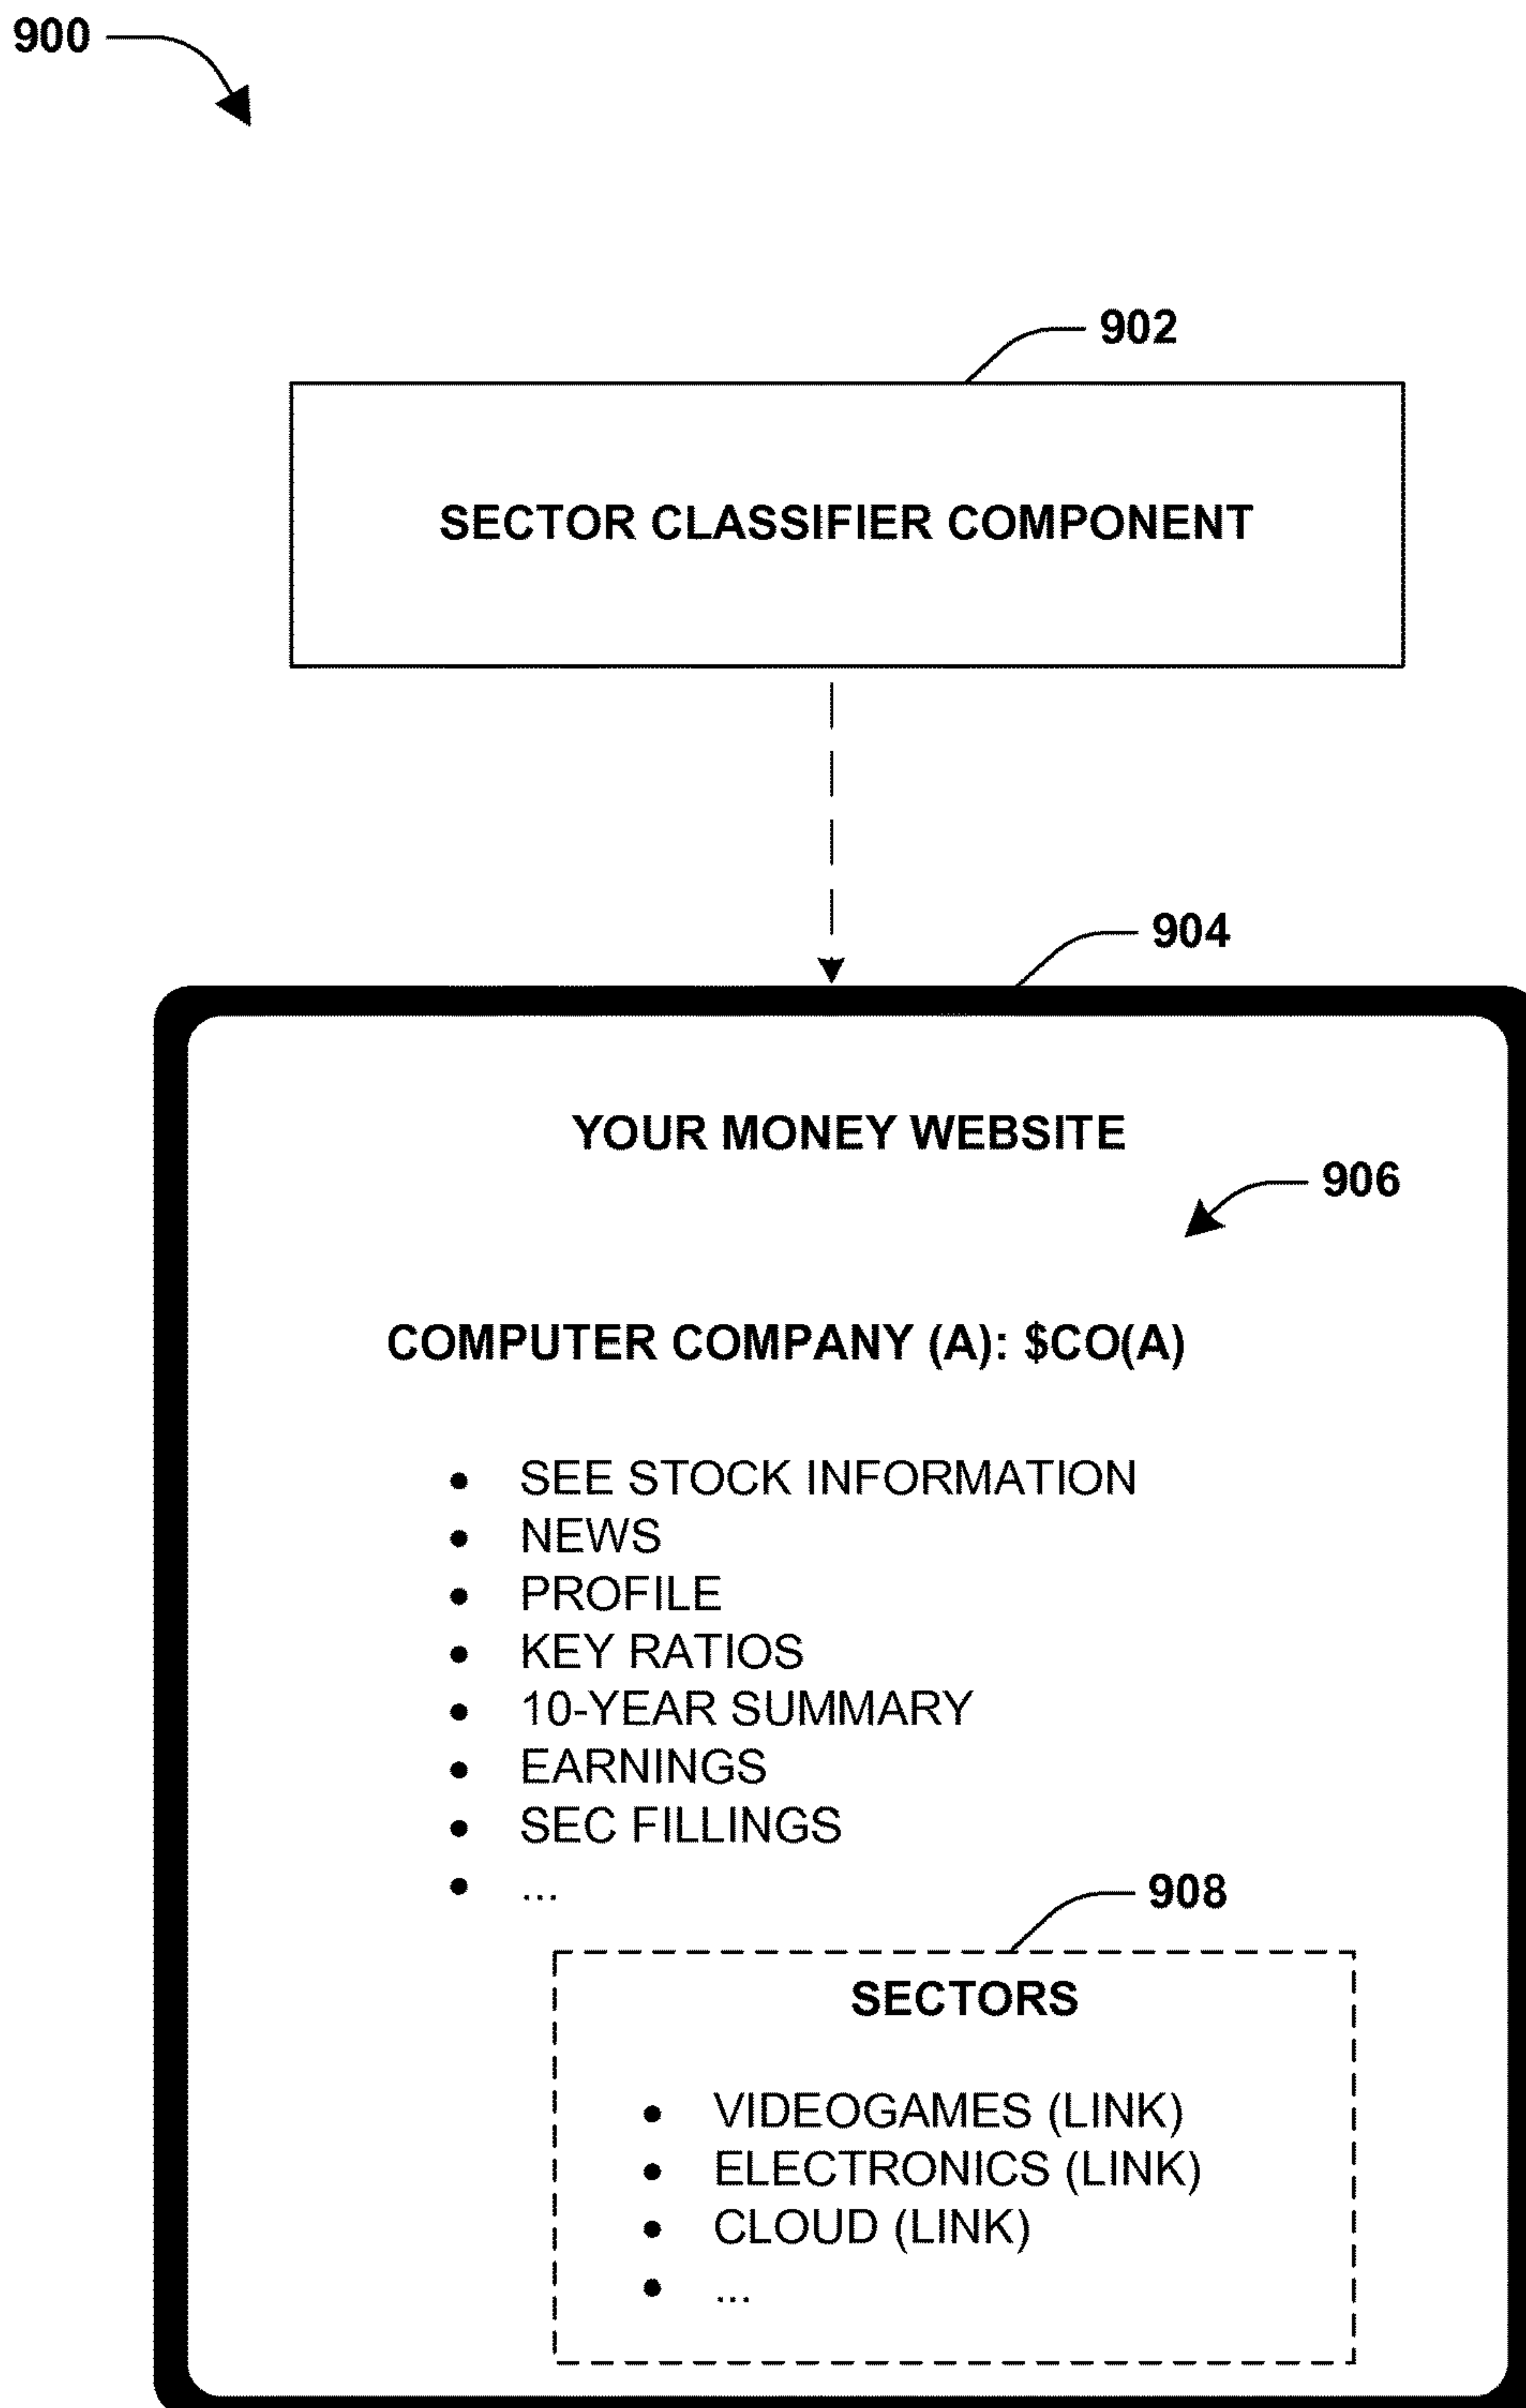 900
902
SECTOR CLASSIFIER COMPONENT
904
YOUR MONEY WEBSITE
906
COMPUTER COMPANY (A): $CO(A)
• SEE STOCK INFORMATION
• NEWS
• PROFILE
• KEY RATIOS
• 10-YEAR SUMMARY
• EARNINGS
• SEC FILLINGS
• ...
908
SECTORS
• VIDEOGAMES (LINK)
• ELECTRONICS (LINK)
• CLOUD (LINK)
• ...